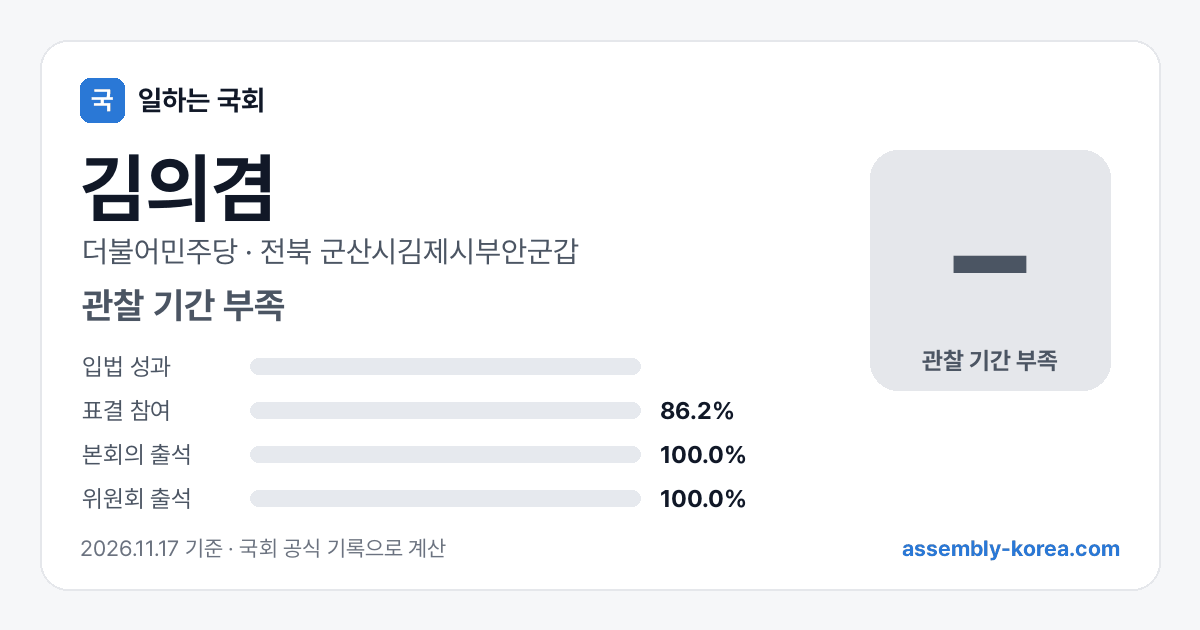 국 일하는 국회
김의겸
더불어민주당 · 전북 군산시김제시부안군갑
관찰 기간 부족
–
관찰 기간 부족
입법 성과
표결 참여 86.2%
본회의 출석 100.0%
위원회 출석 100.0%
2026.11.17 기준 · 국회 공식 기록으로 계산
assembly-korea.com